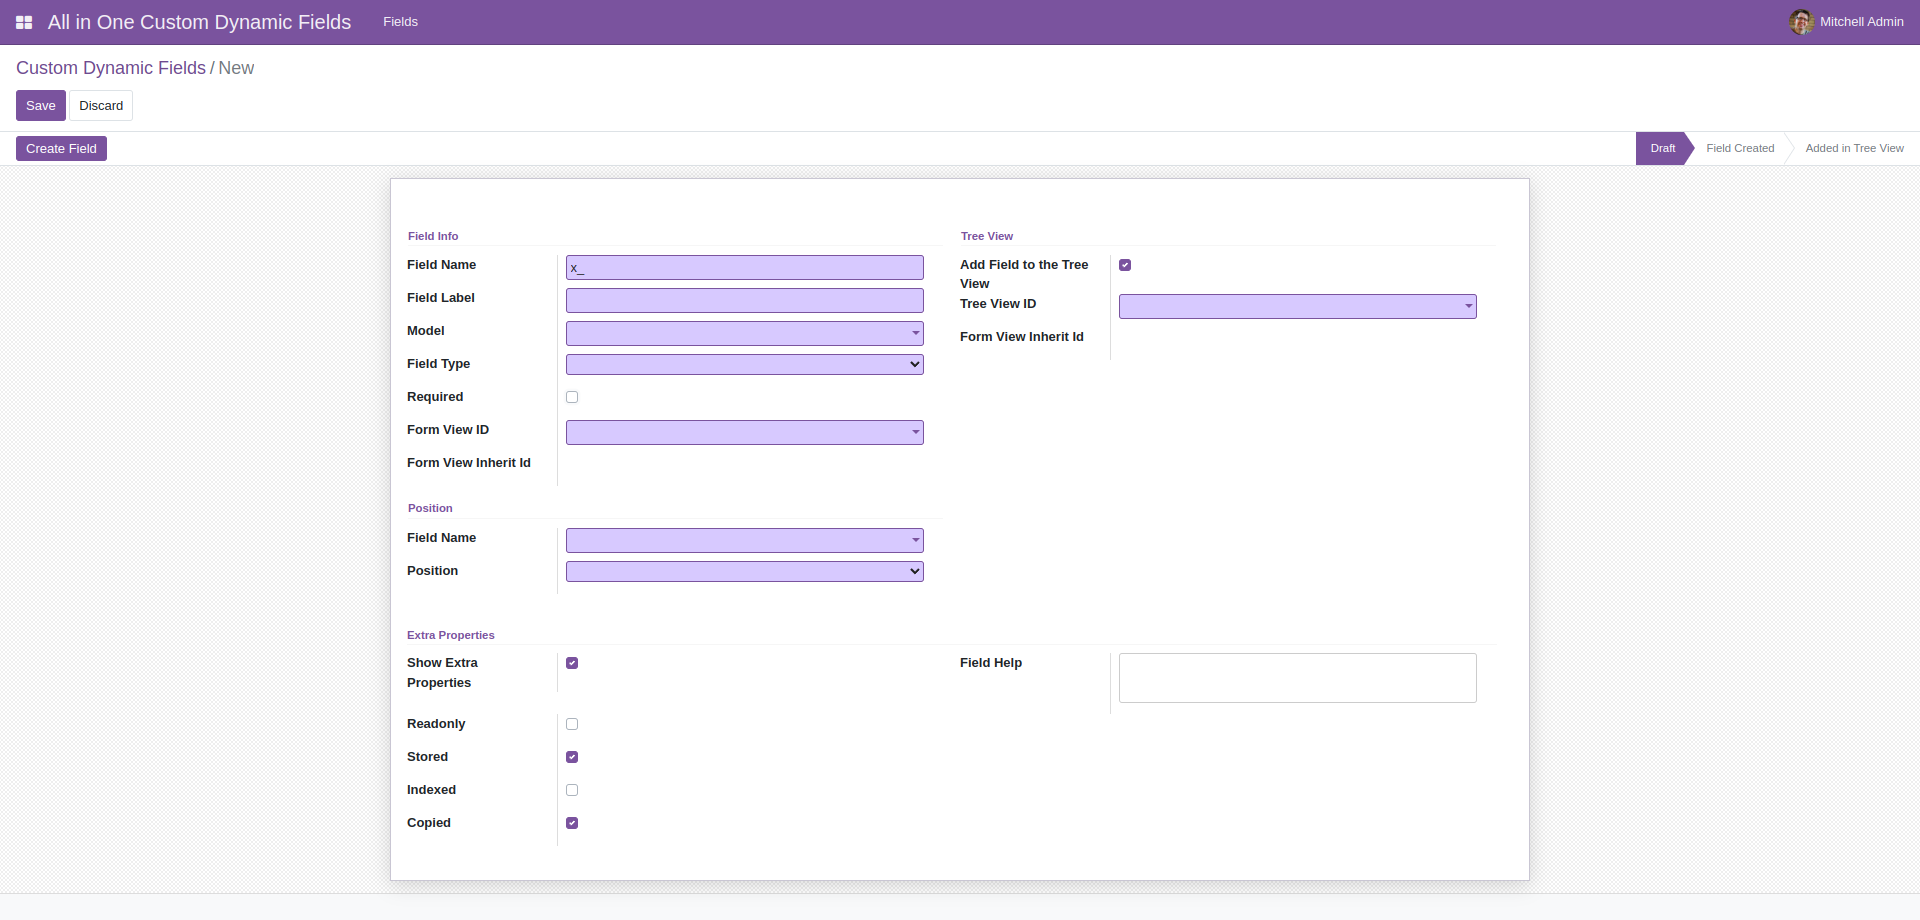 All in One Custom Dynamic Fields
Fields
Mitchell Admin
Custom Dynamic Fields / New
Save
Discard
Create Field
Draft
Field Created
Added in Tree View
Field Info
Field Name
x_
Field Label
Model
Field Type
Required
Form View ID
Form View Inherit Id
Tree View
Add Field to the Tree
View
Tree View ID
Form View Inherit Id
Position
Field Name
Position
Extra Properties
Show Extra
Properties
Field Help
Readonly
Stored
Indexed
Copied